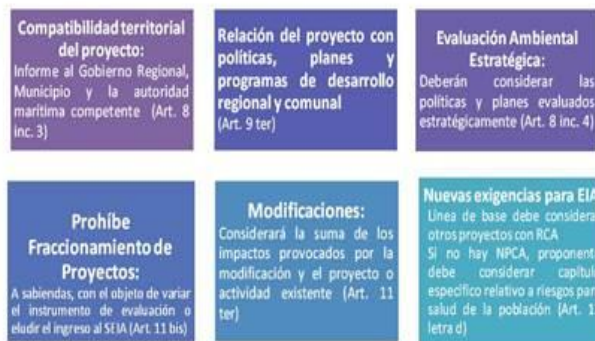 Compatibilidad territorial
del proyecto:
Informe al Gobierno Regional,
Municipio y la autoridad
marítima competente (Art. 8
inc. 3)
Relación del proyecto con
políticas, planes y
programas de desarrollo
regional y comunal
(Art. 9 ter)
Evaluación Ambiental
Estratégica:
Deberán considerar las
políticas y planes evaluados
estratégicamente (Art. 8 inc. 4)
Prohíbe
Fraccionamiento de
Proyectos:
A sabiendas, con el objeto de variar
el instrumento de evaluación o
eludir el ingreso al SEIA (Art. 11 bis)
Modificaciones:
Considerará la suma de los
impactos provocados por la
modificación y el proyecto o
actividad existente (Art. 11
ter)
Nuevas exigencias para EIA
Línea de base debe considera
otros proyectos con RCA
Si no hay NPCA, proponent
debe considerar capítul
específico relativo a riesgos par
salud de la población (Art. 1
letra d)